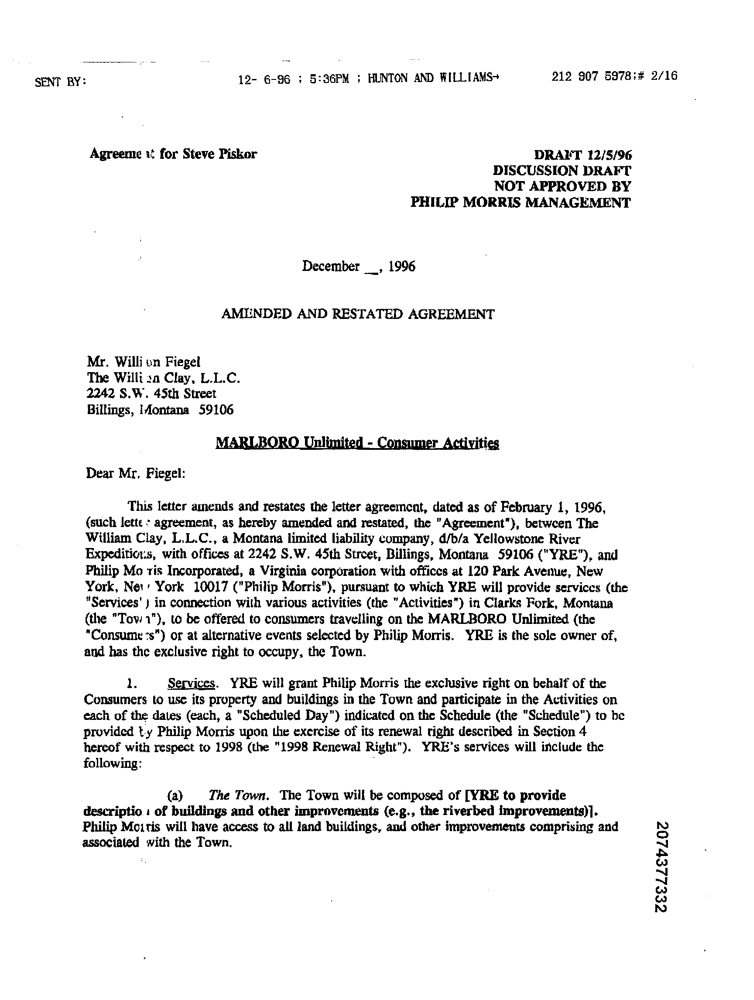 SENT BY: 12- 6-96 ; 5:36PM ; HUNTON AND WILLIAMS→ 212 907 5978;# 2/16
Agreement for Steve Piskor
DRAFT 12/5/96
DISCUSSION DRAFT
NOT APPROVED BY
PHILIP MORRIS MANAGEMENT
December __, 1996
AMENDED AND RESTATED AGREEMENT
Mr. William Fiegel
The William Clay, L.L.C.
2242 S.W. 45th Street
Billings, Montana 59106
MARLBORO Unlimited - Consumer Activities
Dear Mr. Fiegel:
This letter amends and restates the letter agreement, dated as of February 1, 1996,
(such letter agreement, as hereby amended and restated, the "Agreement"), between The
William Clay, L.L.C., a Montana limited liability company, d/b/a Yellowstone River
Expeditions, with offices at 2242 S.W. 45th Street, Billings, Montana 59106 ("YRE"), and
Philip Morris Incorporated, a Virginia corporation with offices at 120 Park Avenue, New
York, New York 10017 ("Philip Morris"), pursuant to which YRE will provide services (the
"Services") in connection with various activities (the "Activities") in Clarks Fork, Montana
(the "Town"), to be offered to consumers travelling on the MARLBORO Unlimited (the
"Consumers") or at alternative events selected by Philip Morris. YRE is the sole owner of,
and has the exclusive right to occupy, the Town.
1. Services. YRE will grant Philip Morris the exclusive right on behalf of the
Consumers to use its property and buildings in the Town and participate in the Activities on
each of the dates (each, a "Scheduled Day") indicated on the Schedule (the "Schedule") to be
provided by Philip Morris upon the exercise of its renewal right described in Section 4
hereof with respect to 1998 (the "1998 Renewal Right"). YRE's services will include the
following:
(a) The Town. The Town will be composed of [YRE to provide
description of buildings and other improvements (e.g., the riverbed improvements)].
Philip Morris will have access to all land buildings, and other improvements comprising and
associated with the Town.
2074377332